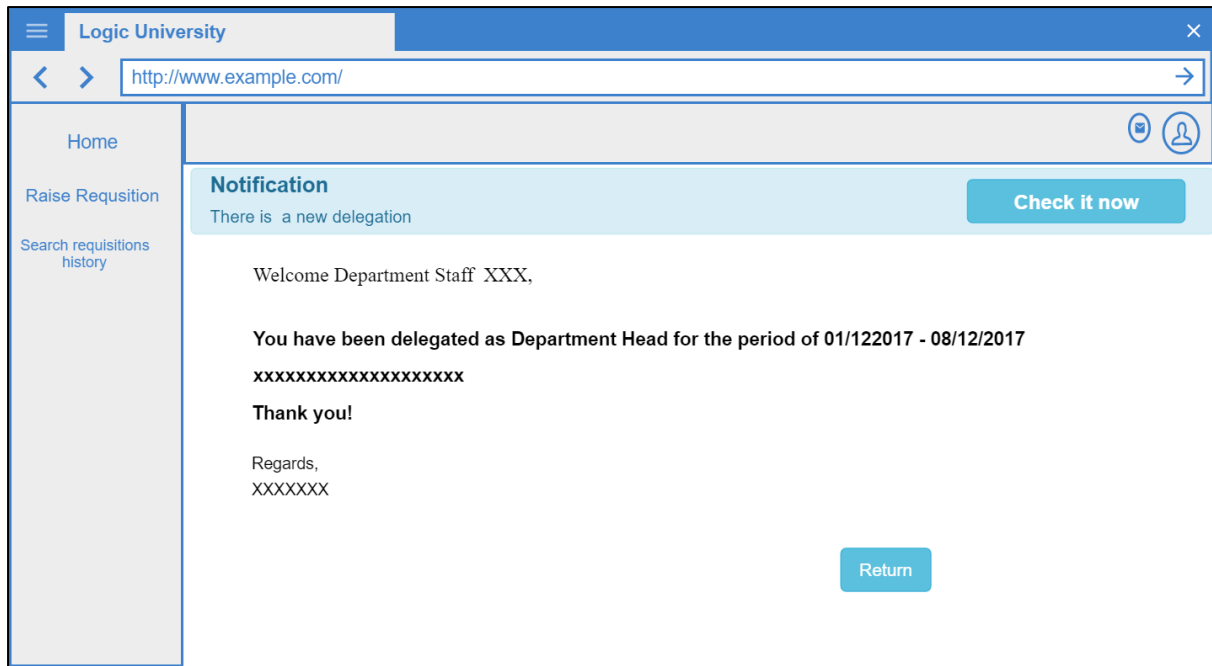 Logic University
http://www.example.com/
Home
Raise Requsition
Search requisitions
history
Notification
There is a new delegation
Check it now
Welcome Department Staff XXX,
You have been delegated as Department Head for the period of 01/122017 - 08/12/2017
xxxxxxxxxxxxxxxxxxxx
Thank you!
Regards,
XXXXXXX
Return